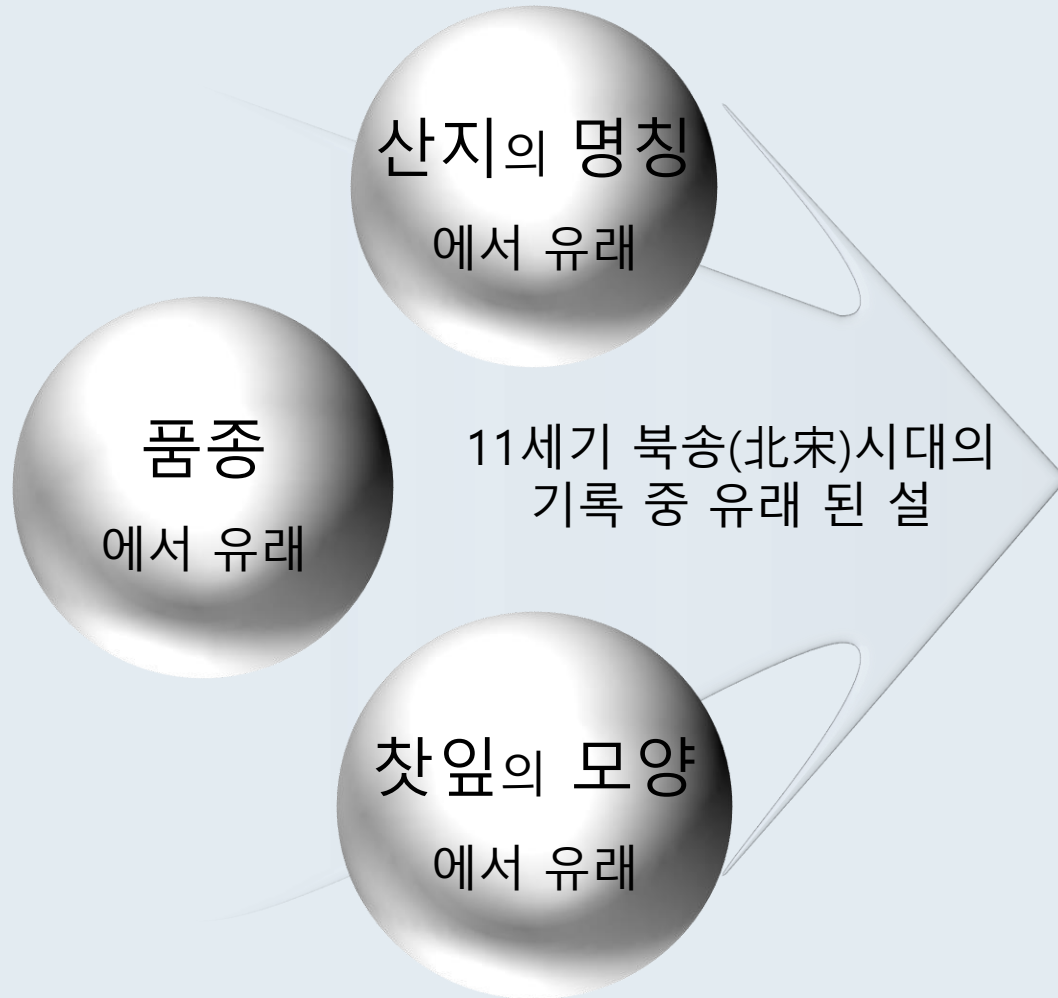 산지의 명칭
에서 유래
품종
에서 유래
11세기 북송(北宋)시대의
기록 중 유래 된 설
찻잎의 모양
에서 유래